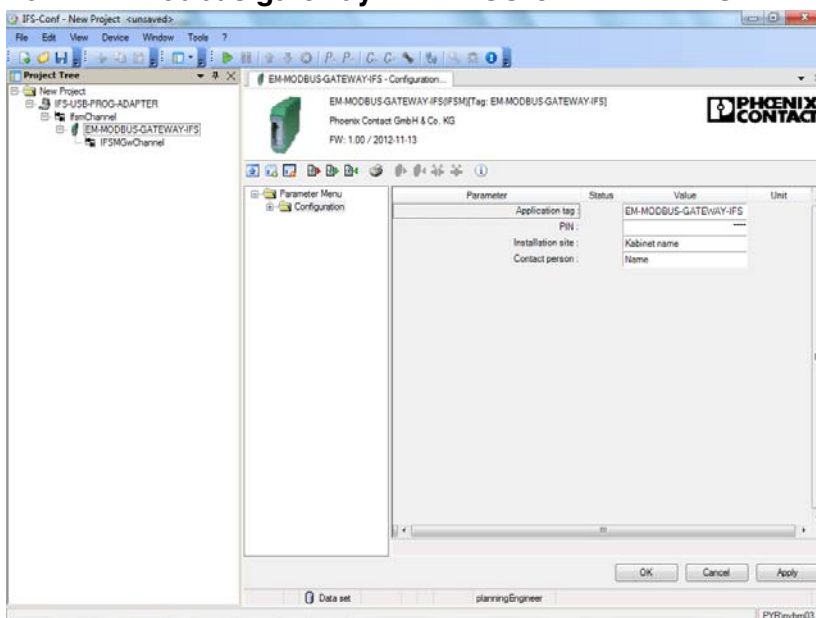 IFS-Conf - New Project <unsaved>
File Edit View Device Window Tools ?
Project Tree
New Project
IFS-USB-PROG-ADAPTER
IfsmChannel
EM-MODBUS-GATEWAY-IFS
IFSMGwChannel
EM-MODBUS-GATEWAY-IFS - Configuration...
EM-MODBUS-GATEWAY-IFS(IFSM)[Tag: EM-MODBUS-GATEWAY-IFS]
Phoenix Contact GmbH & Co. KG
FW: 1.00 / 2012-11-13
PHŒNIX
CONTACT
Parameter Menu
Configuration
Parameter Status Value Unit
Application tag : EM-MODBUS-GATEWAY-IFS
PIN : ****
Installation site : Kabinet name
Contact person : Name
OK Cancel Apply
Data set planningEngineer